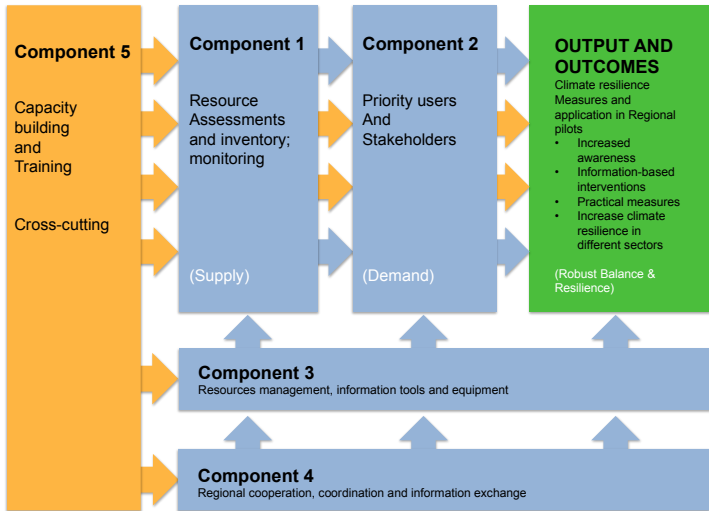 Component 5
Capacity
building
and
Training
Cross-cutting
Component 1
Resource
Assessments
and inventory;
monitoring
(Supply)
Component 2
Priority users
And
Stakeholders
(Demand)
OUTPUT AND
OUTCOMES
Climate resilience
Measures and
application in Regional
pilots
• Increased
awareness
• Information-based
interventions
• Practical measures
• Increase climate
resilience in
different sectors
(Robust Balance &
Resilience)
Component 3
Resources management, information tools and equipment
Component 4
Regional cooperation, coordination and information exchange